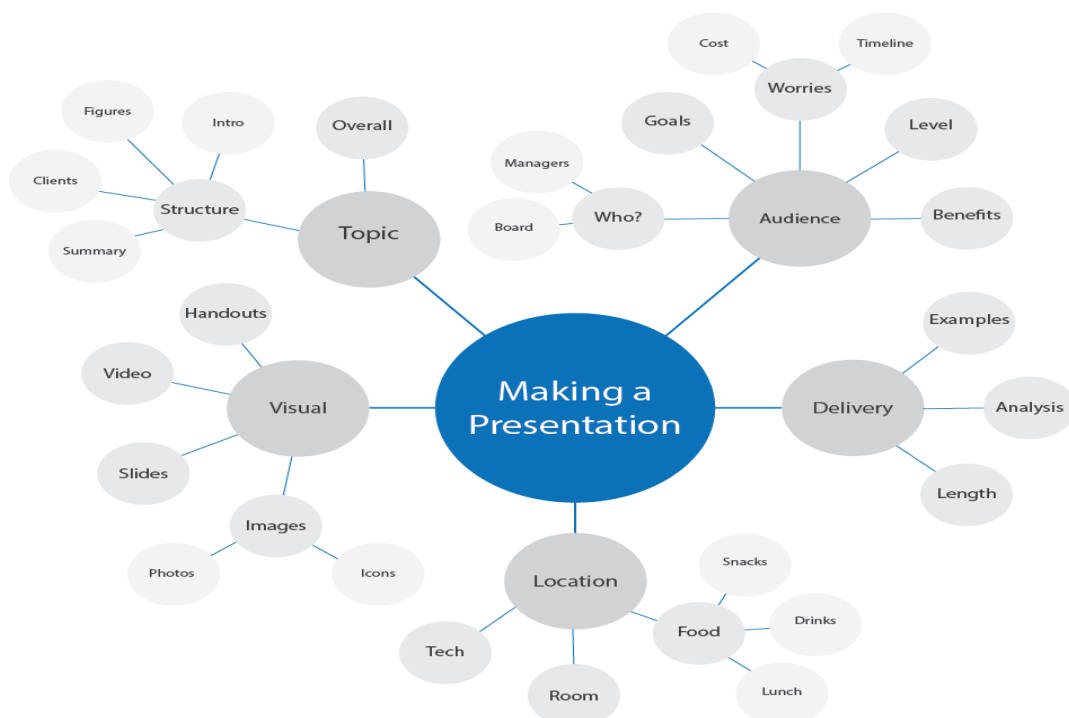 Making a
Presentation
Topic
Overall
Structure
Intro
Figures
Clients
Summary
Audience
Who?
Managers
Board
Goals
Worries
Cost
Timeline
Level
Benefits
Delivery
Examples
Analysis
Length
Location
Food
Snacks
Drinks
Lunch
Room
Tech
Visual
Handouts
Video
Slides
Images
Photos
Icons